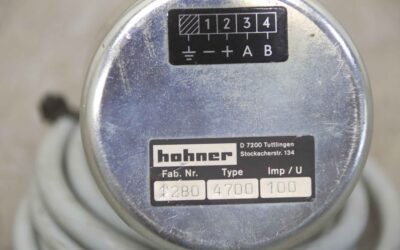 1 2 3 4
− + A B
hohner
D 7200 Tuttlingen
Stockacherstr. 134
Fab. Nr. Type Imp / U
1280 4700 100